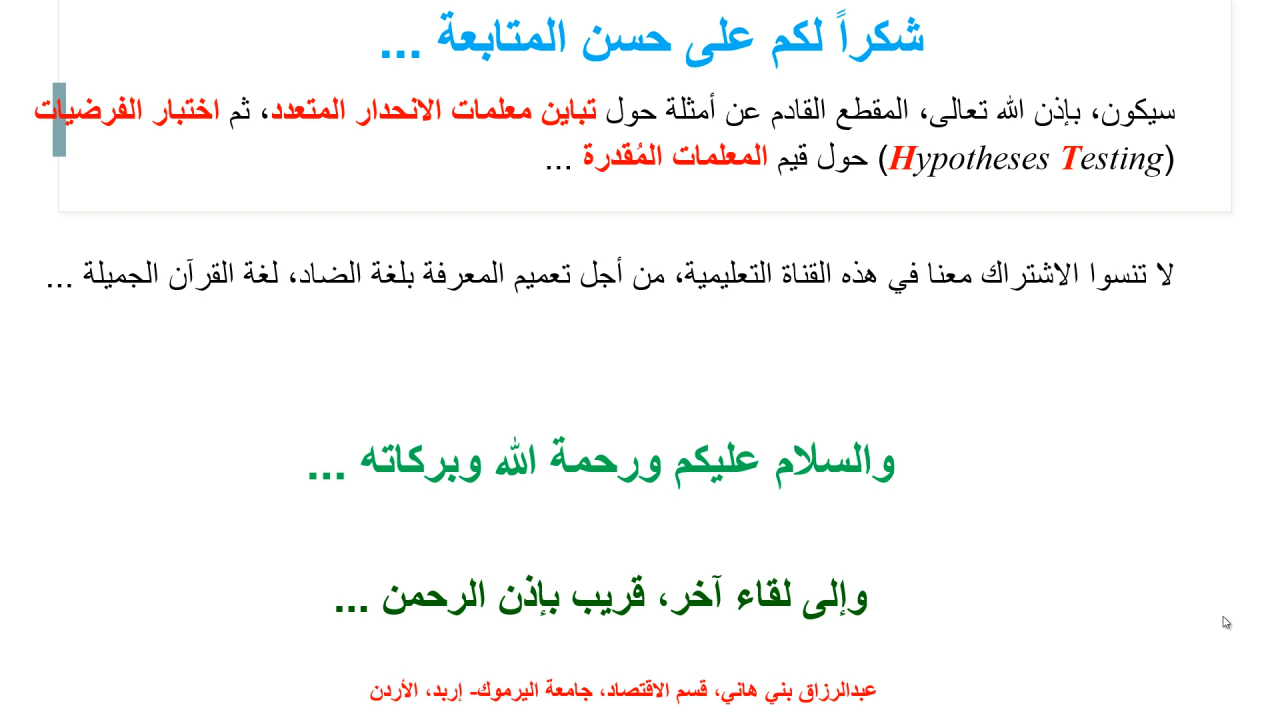 شكراً لكم على حسن المتابعة ...
سيكون، بإذن الله تعالى، المقطع القادم عن أمثلة حول تباين معلمات الانحدار المتعدد، ثم اختبار الفرضيات
(Hypotheses Testing) حول قيم المعلمات المُقدرة ...
لا تنسوا الاشتراك معنا في هذه القناة التعليمية، من أجل تعميم المعرفة بلغة الضاد، لغة القرآن الجميلة ...
والسلام عليكم ورحمة الله وبركاته ...
وإلى لقاء آخر، قريب بإذن الرحمن ...
عبدالرزاق بني هاني، قسم الاقتصاد، جامعة اليرموك- إربد، الأردن